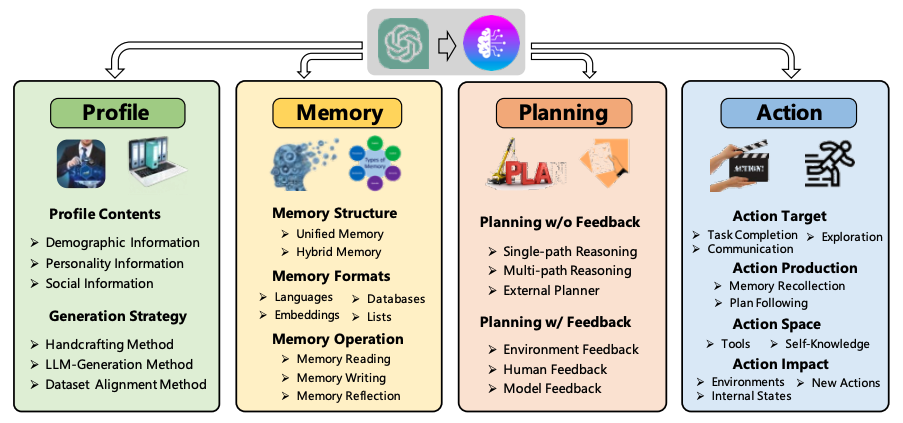 Profile
Profile Contents
➢ Demographic Information
➢ Personality Information
➢ Social Information
Generation Strategy
➢ Handcrafting Method
➢ LLM-Generation Method
➢ Dataset Alignment Method
Memory
Types of
Memory
Memory Structure
➢ Unified Memory
➢ Hybrid Memory
Memory Formats
➢ Languages ➢ Databases
➢ Embeddings ➢ Lists
Memory Operation
➢ Memory Reading
➢ Memory Writing
➢ Memory Reflection
Planning
PLAN
Planning w/o Feedback
➢ Single-path Reasoning
➢ Multi-path Reasoning
➢ External Planner
Planning w/ Feedback
➢ Environment Feedback
➢ Human Feedback
➢ Model Feedback
Action
ACTION!
Action Target
➢ Task Completion ➢ Exploration
➢ Communication
Action Production
➢ Memory Recollection
➢ Plan Following
Action Space
➢ Tools ➢ Self-Knowledge
Action Impact
➢ Environments ➢ New Actions
➢ Internal States